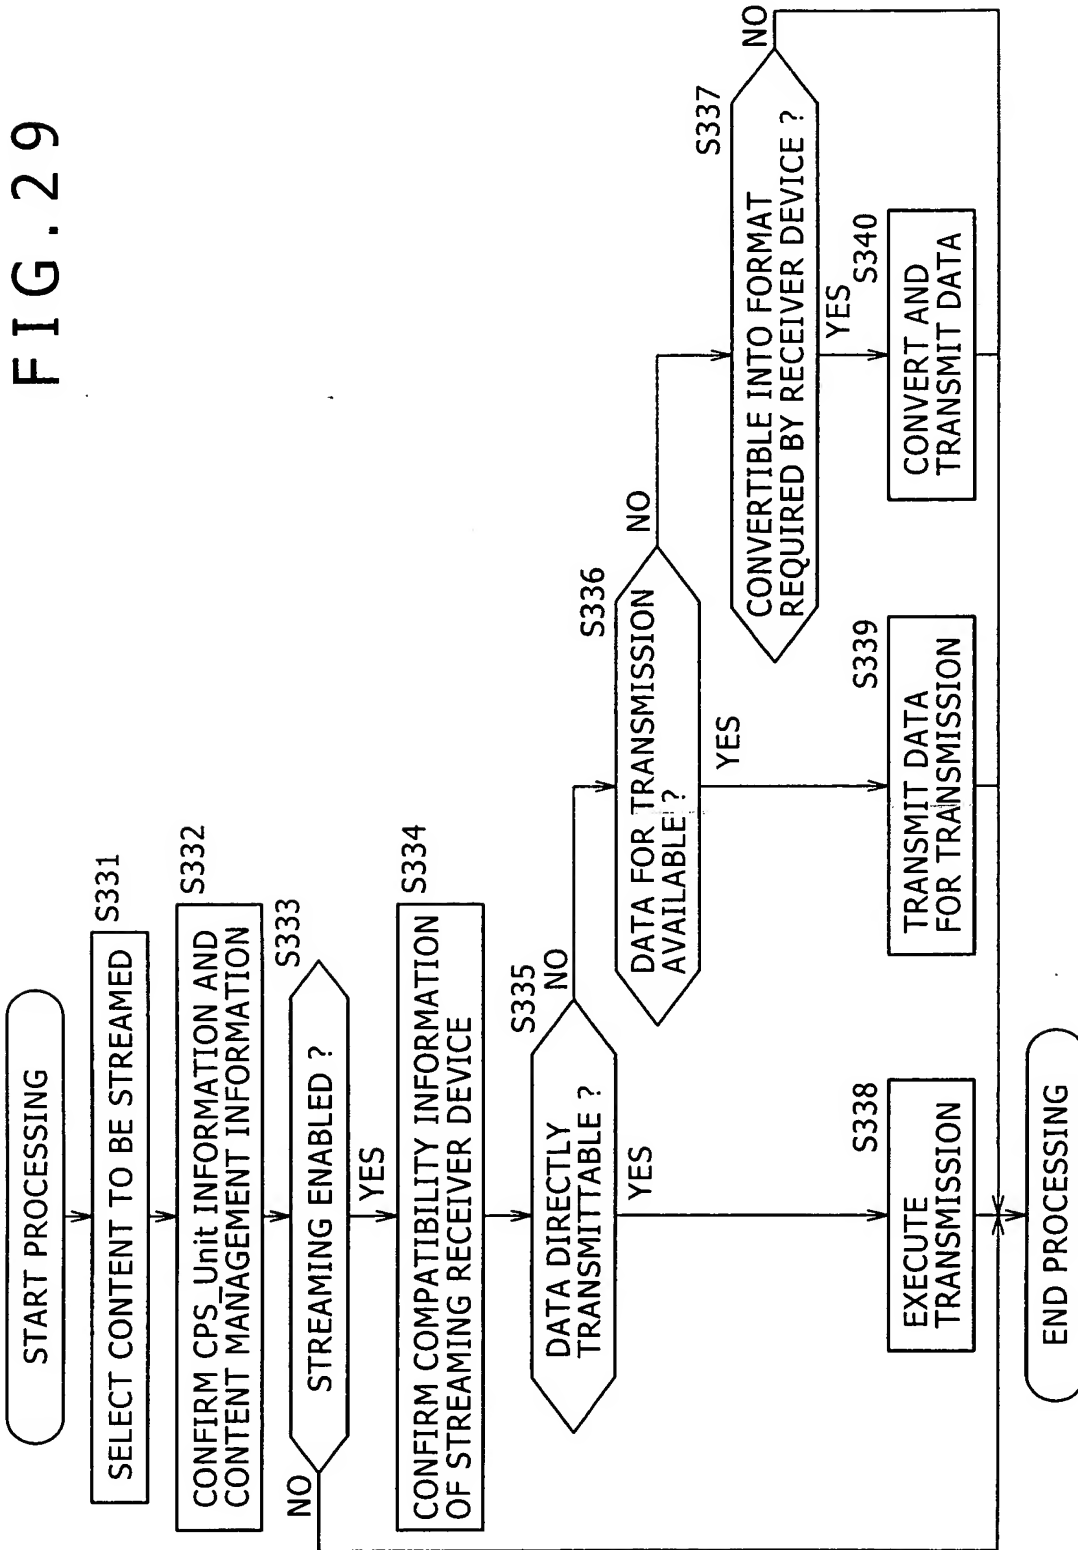 FIG.29
START PROCESSING
S331
SELECT CONTENT TO BE STREAMED
S332
CONFIRM CPS_Unit INFORMATION AND
CONTENT MANAGEMENT INFORMATION
S333
STREAMING ENABLED ?
NO
YES
S334
CONFIRM COMPATIBILITY INFORMATION
OF STREAMING RECEIVER DEVICE
S335
DATA DIRECTLY
TRANSMITTABLE ?
NO
YES
S336
DATA FOR TRANSMISSION
AVAILABLE ?
NO
YES
S337
CONVERTIBLE INTO FORMAT
REQUIRED BY RECEIVER DEVICE ?
NO
YES
S338
EXECUTE
TRANSMISSION
S339
TRANSMIT DATA
FOR TRANSMISSION
S340
CONVERT AND
TRANSMIT DATA
END PROCESSING